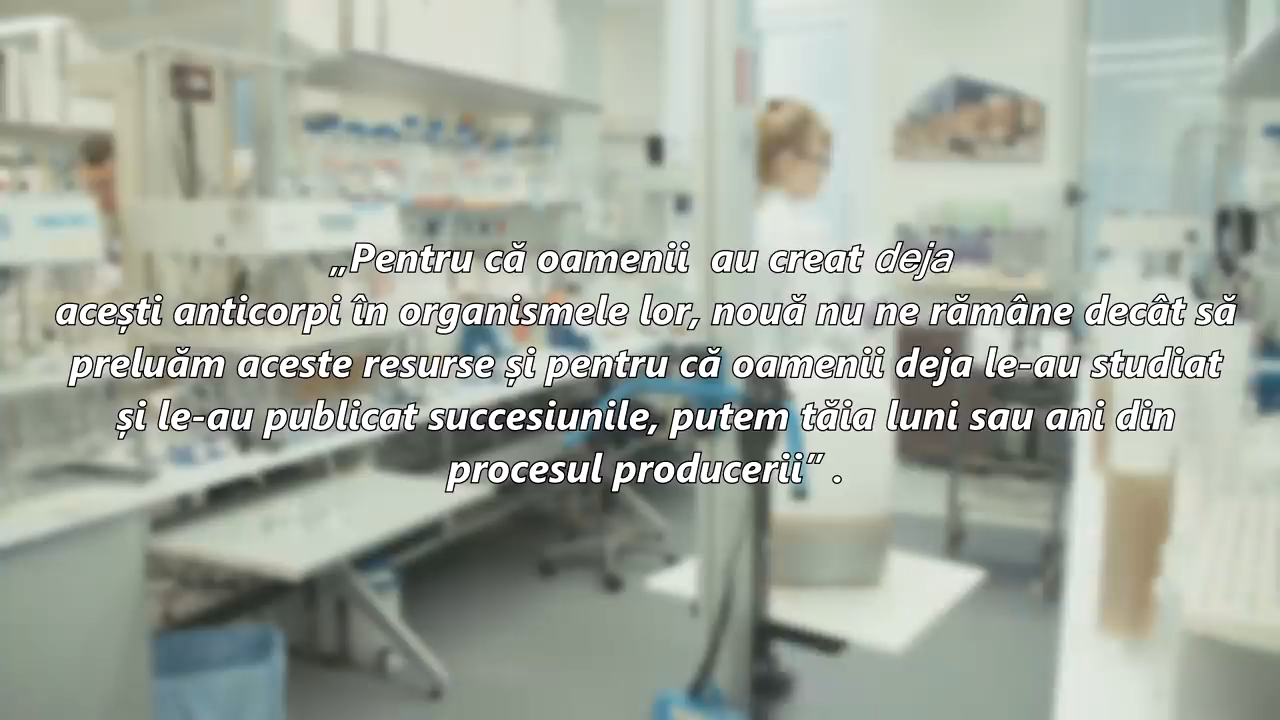 „Pentru că oamenii  au creat deja
acești anticorpi în organismele lor, nouă nu ne rămâne decât să
preluăm aceste resurse și pentru că oamenii deja le-au studiat
și le-au publicat succesiunile, putem tăia luni sau ani din
procesul producerii” .